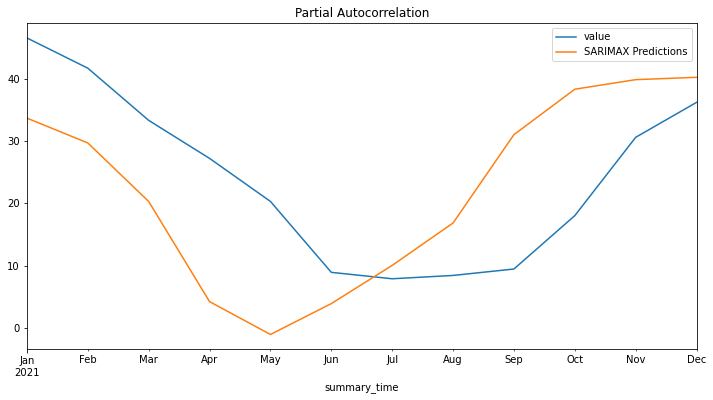 Partial Autocorrelation
value
SARIMAX Predictions
40
30
20
10
0
Jan Feb Mar Apr May Jun Jul Aug Sep Oct Nov Dec
2021
summary_time